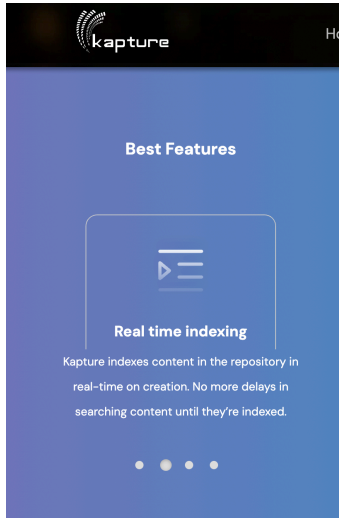 kapture
Ho
Best Features
Real time indexing
Kapture indexes content in the repository in
real-time on creation. No more delays in
searching content until they're indexed.